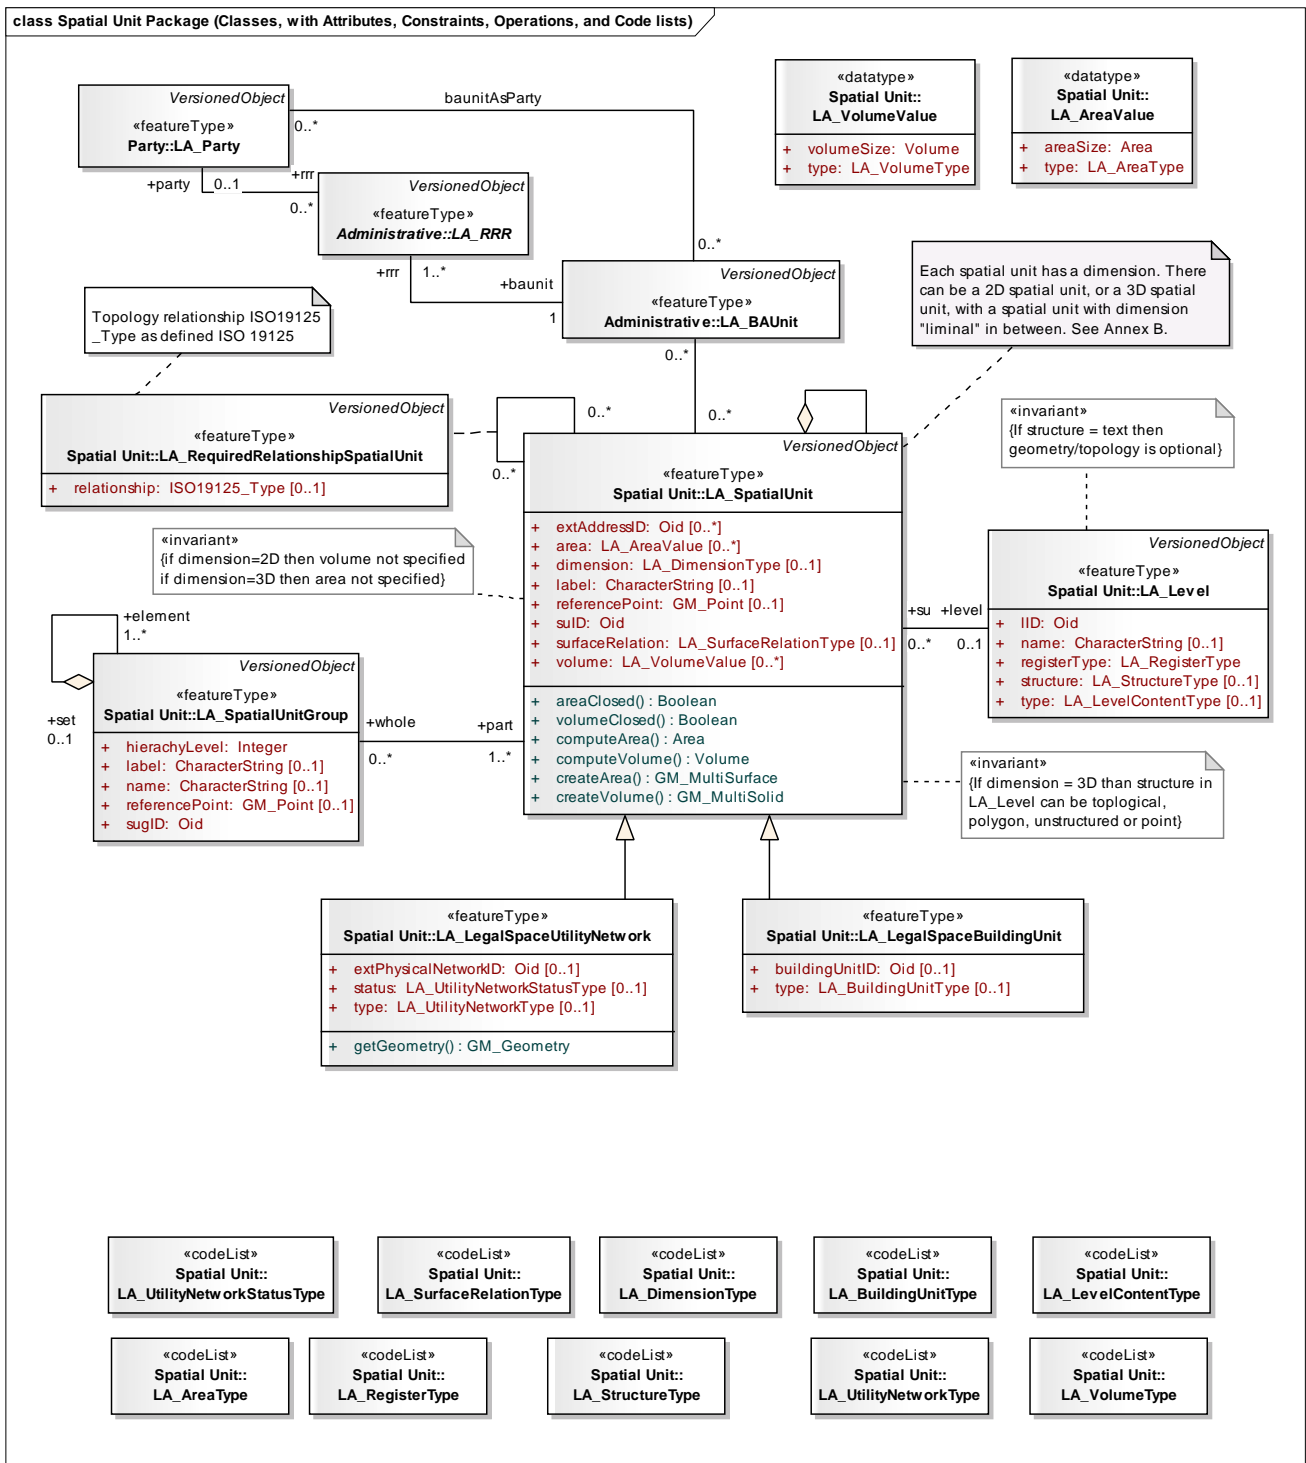 class Spatial Unit Package (Classes, with Attributes, Constraints, Operations, and Code lists)
VersionedObject
«featureType»
Party::LA_Party
baunitAsParty
0..*
0..*
+party
0..1
+rrr
0..*
VersionedObject
«featureType»
Administrative::LA_RRR
+rrr
1..*
+baunit
1
VersionedObject
«featureType»
Administrative::LA_BAUnit
0..*
0..*
«datatype»
Spatial Unit::
LA_VolumeValue
+ volumeSize: Volume
+ type: LA_VolumeType
«datatype»
Spatial Unit::
LA_AreaValue
+ areaSize: Area
+ type: LA_AreaType
Each spatial unit has a dimension. There
can be a 2D spatial unit, or a 3D spatial
unit, with a spatial unit with dimension
"liminal" in between. See Annex B.
Topology relationship ISO19125
_Type as defined ISO 19125
VersionedObject
«featureType»
Spatial Unit::LA_RequiredRelationshipSpatialUnit
+ relationship: ISO19125_Type [0..1]
0..*
0..*
«invariant»
{If structure = text then
geometry/topology is optional}
«invariant»
{if dimension=2D then volume not specified
if dimension=3D then area not specified}
VersionedObject
«featureType»
Spatial Unit::LA_SpatialUnit
+ extAddressID: Oid [0..*]
+ area: LA_AreaValue [0..*]
+ dimension: LA_DimensionType [0..1]
+ label: CharacterString [0..1]
+ referencePoint: GM_Point [0..1]
+ suID: Oid
+ surfaceRelation: LA_SurfaceRelationType [0..1]
+ volume: LA_VolumeValue [0..*]
+ areaClosed() : Boolean
+ volumeClosed() : Boolean
+ computeArea() : Area
+ computeVolume() : Volume
+ createArea() : GM_MultiSurface
+ createVolume() : GM_MultiSolid
+su
0..*
+level
0..1
VersionedObject
«featureType»
Spatial Unit::LA_Level
+ lID: Oid
+ name: CharacterString [0..1]
+ registerType: LA_RegisterType
+ structure: LA_StructureType [0..1]
+ type: LA_LevelContentType [0..1]
+element
1..*
+set
0..1
VersionedObject
«featureType»
Spatial Unit::LA_SpatialUnitGroup
+ hierachyLevel: Integer
+ label: CharacterString [0..1]
+ name: CharacterString [0..1]
+ referencePoint: GM_Point [0..1]
+ sugID: Oid
+whole
0..*
+part
1..*
«invariant»
{If dimension = 3D than structure in
LA_Level can be toplogical,
polygon, unstructured or point}
«featureType»
Spatial Unit::LA_LegalSpaceUtilityNetwork
+ extPhysicalNetworkID: Oid [0..1]
+ status: LA_UtilityNetworkStatusType [0..1]
+ type: LA_UtilityNetworkType [0..1]
+ getGeometry() : GM_Geometry
«featureType»
Spatial Unit::LA_LegalSpaceBuildingUnit
+ buildingUnitID: Oid [0..1]
+ type: LA_BuildingUnitType [0..1]
«codeList»
Spatial Unit::
LA_UtilityNetworkStatusType
«codeList»
Spatial Unit::
LA_SurfaceRelationType
«codeList»
Spatial Unit::
LA_DimensionType
«codeList»
Spatial Unit::
LA_BuildingUnitType
«codeList»
Spatial Unit::
LA_LevelContentType
«codeList»
Spatial Unit::
LA_AreaType
«codeList»
Spatial Unit::
LA_RegisterType
«codeList»
Spatial Unit::
LA_StructureType
«codeList»
Spatial Unit::
LA_UtilityNetworkType
«codeList»
Spatial Unit::
LA_VolumeType